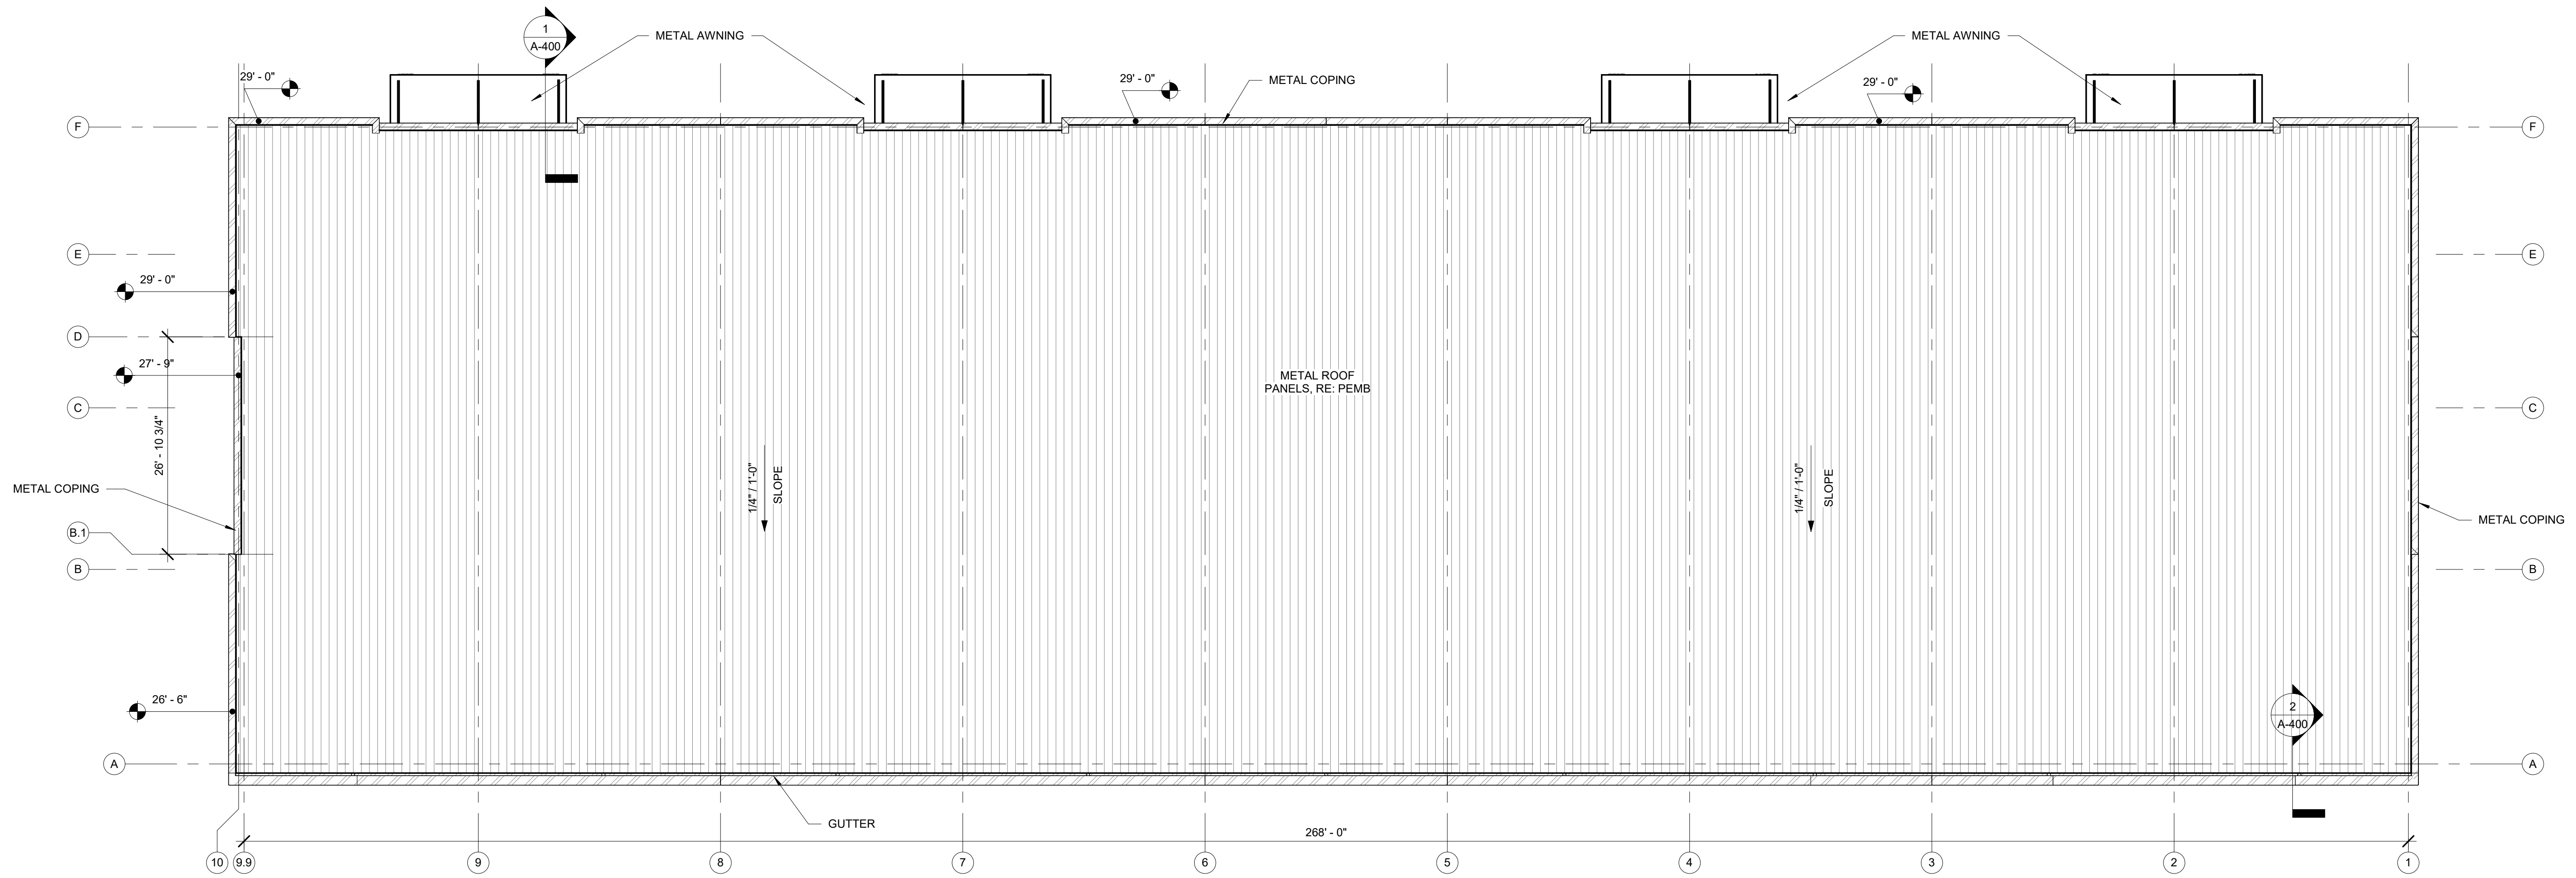 1
A-400
METAL AWNING
METAL AWNING
29' - 0"
29' - 0"
METAL COPING
29' - 0"
F
F
E
E
29' - 0"
D
27' - 9"
METAL ROOF
PANELS, RE: PEMB
C
C
26' - 10 3/4"
1/4" / 1'-0"
SLOPE
1/4" / 1'-0"
SLOPE
METAL COPING
METAL COPING
B.1
B
B
26' - 6"
2
A-400
A
A
GUTTER
268' - 0"
10
9.9
9
8
7
6
5
4
3
2
1